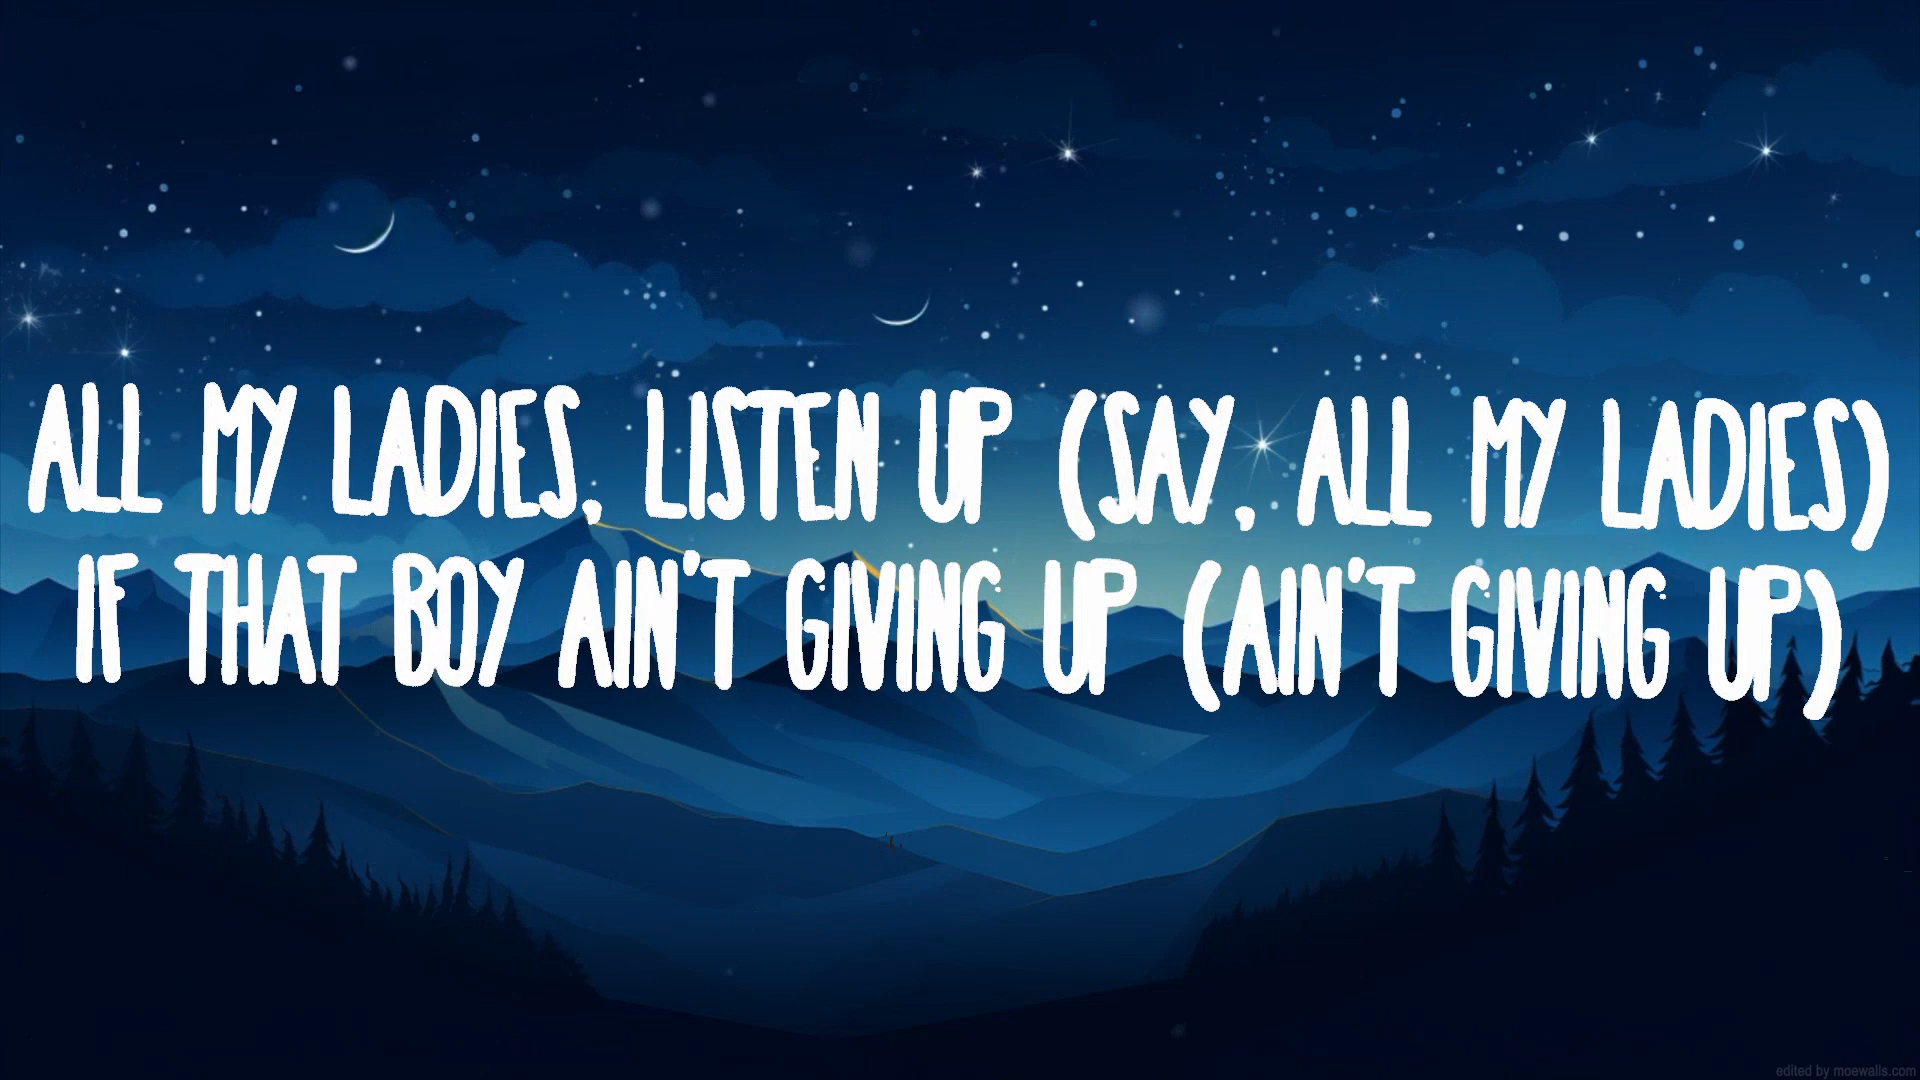 ALL MY LADIES, LISTEN UP (SAY, ALL MY LADIES)
IF THAT BOY AIN'T GIVING UP (AIN'T GIVING UP)
edited by moewalls.com